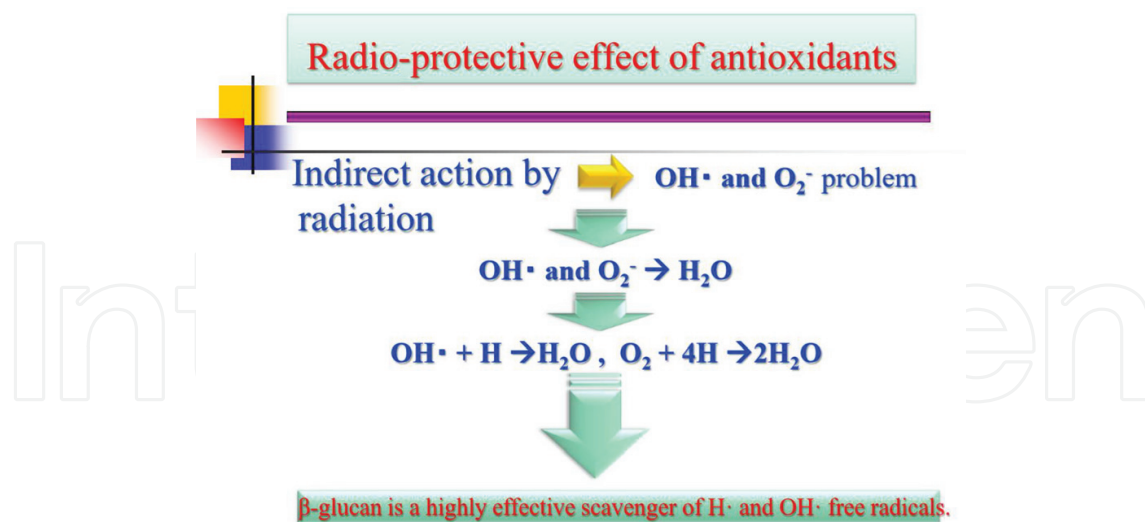 Radio-protective effect of antioxidants
Indirect action by
radiation
OH· and O₂⁻ problem
OH· and O₂⁻ → H₂O
OH· + H → H₂O , O₂ + 4H → 2H₂O
β-glucan is a highly effective scavenger of H· and OH· free radicals.